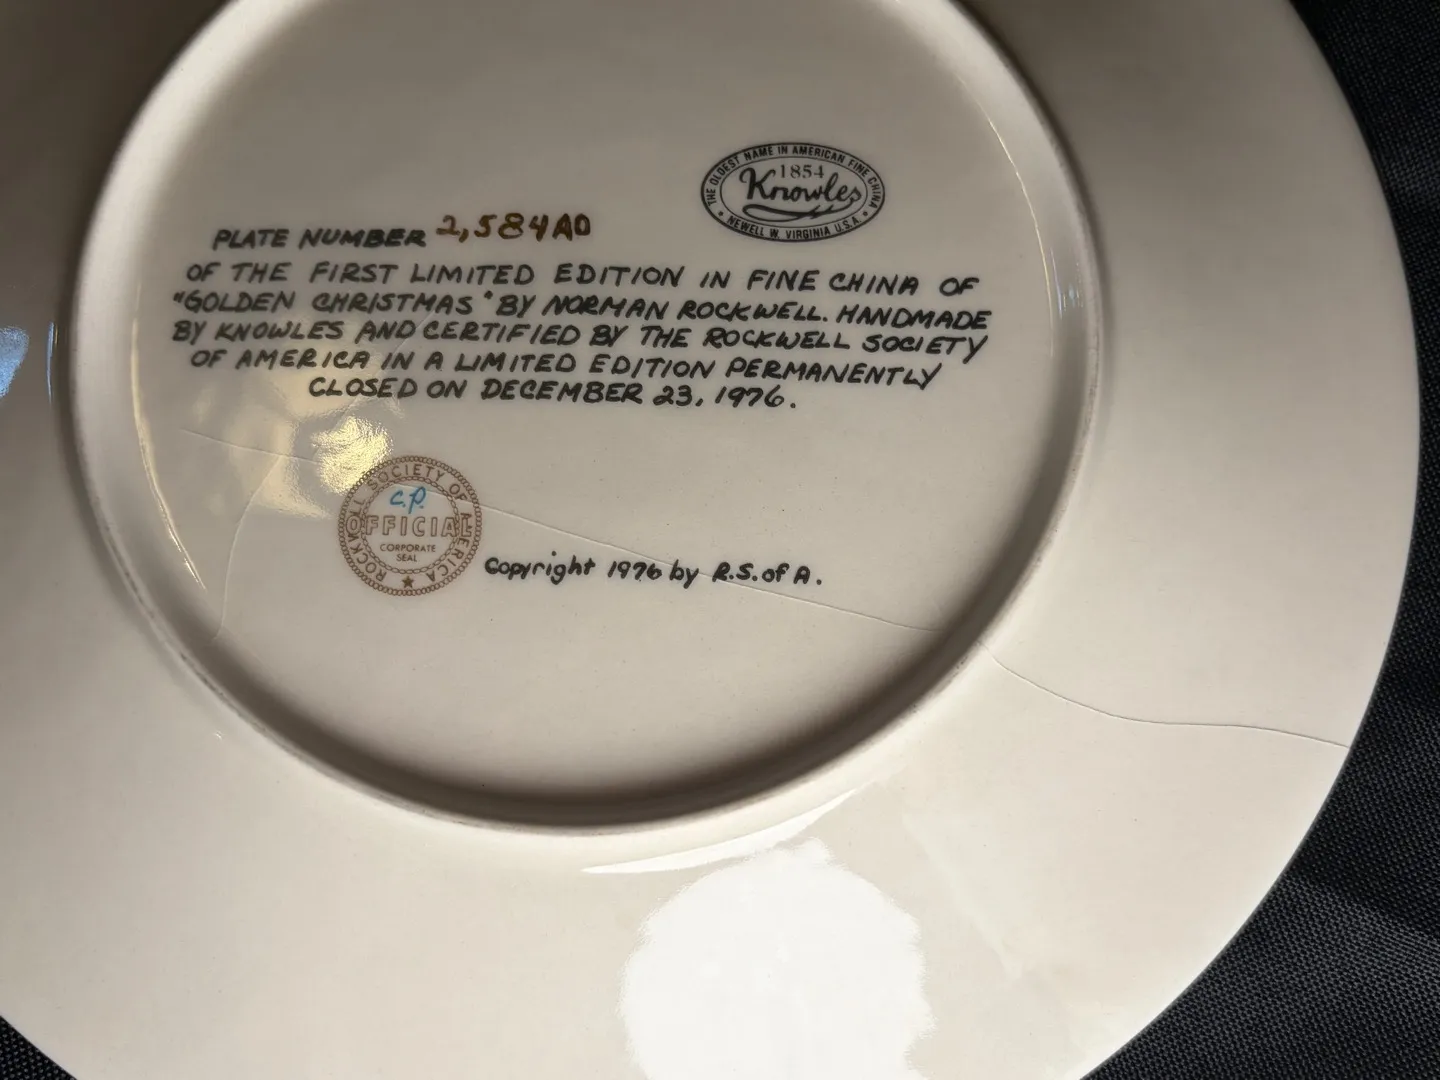 THE OLDEST NAME IN AMERICAN FINE CHINA
1854
Knowles
NEWELL W. VIRGINIA U.S.A.
PLATE NUMBER 2,584AO
OF THE FIRST LIMITED EDITION IN FINE CHINA OF
"GOLDEN CHRISTMAS" BY NORMAN ROCKWELL. HANDMADE
BY KNOWLES AND CERTIFIED BY THE ROCKWELL SOCIETY
OF AMERICA IN A LIMITED EDITION PERMANENTLY
CLOSED ON DECEMBER 23, 1976.
ROCKWELL SOCIETY OF AMERICA
C.P.
OFFICIAL
CORPORATE
SEAL
Copyright 1976 by R.S. of A.